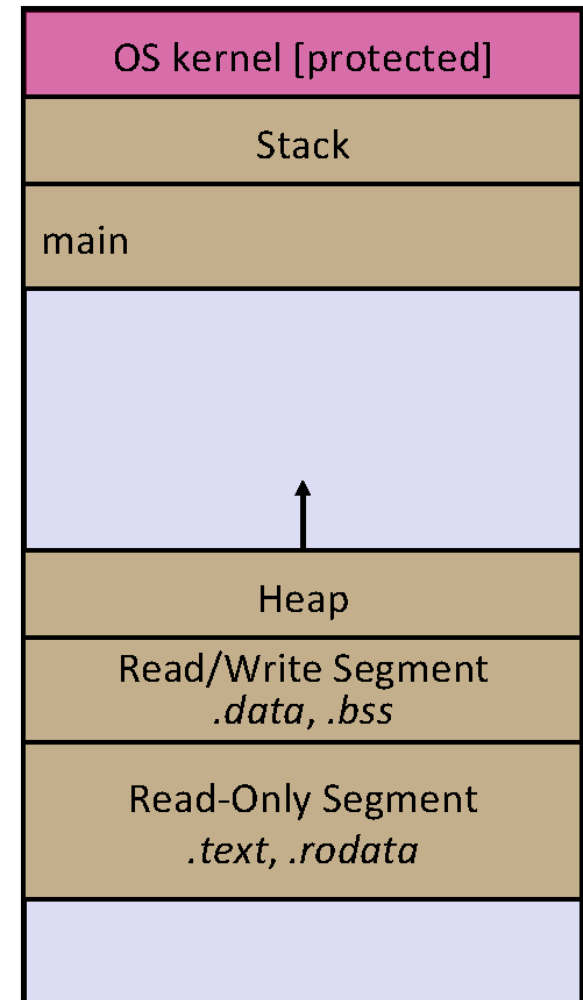 OS kernel [protected]
Stack
main
Heap
Read/Write Segment
.data, .bss
Read-Only Segment
.text, .rodata